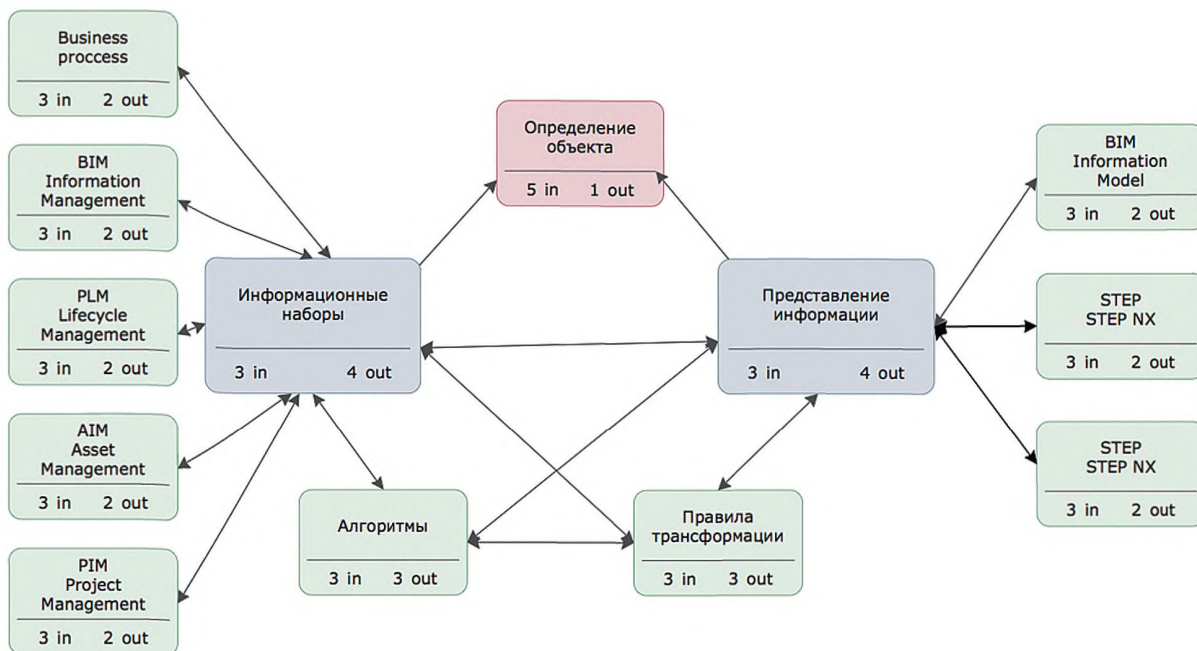 Business
proccess
3 in 2 out
BIM
Information
Management
3 in 2 out
PLM
Lifecycle
Management
3 in 2 out
AIM
Asset
Management
3 in 2 out
PIM
Project
Management
3 in 2 out
Определение
объекта
5 in 1 out
Информационные
наборы
3 in 4 out
Представление
информации
3 in 4 out
Алгоритмы
3 in 3 out
Правила
трансформации
3 in 3 out
BIM
Information
Model
3 in 2 out
STEP
STEP NX
3 in 2 out
STEP
STEP NX
3 in 2 out